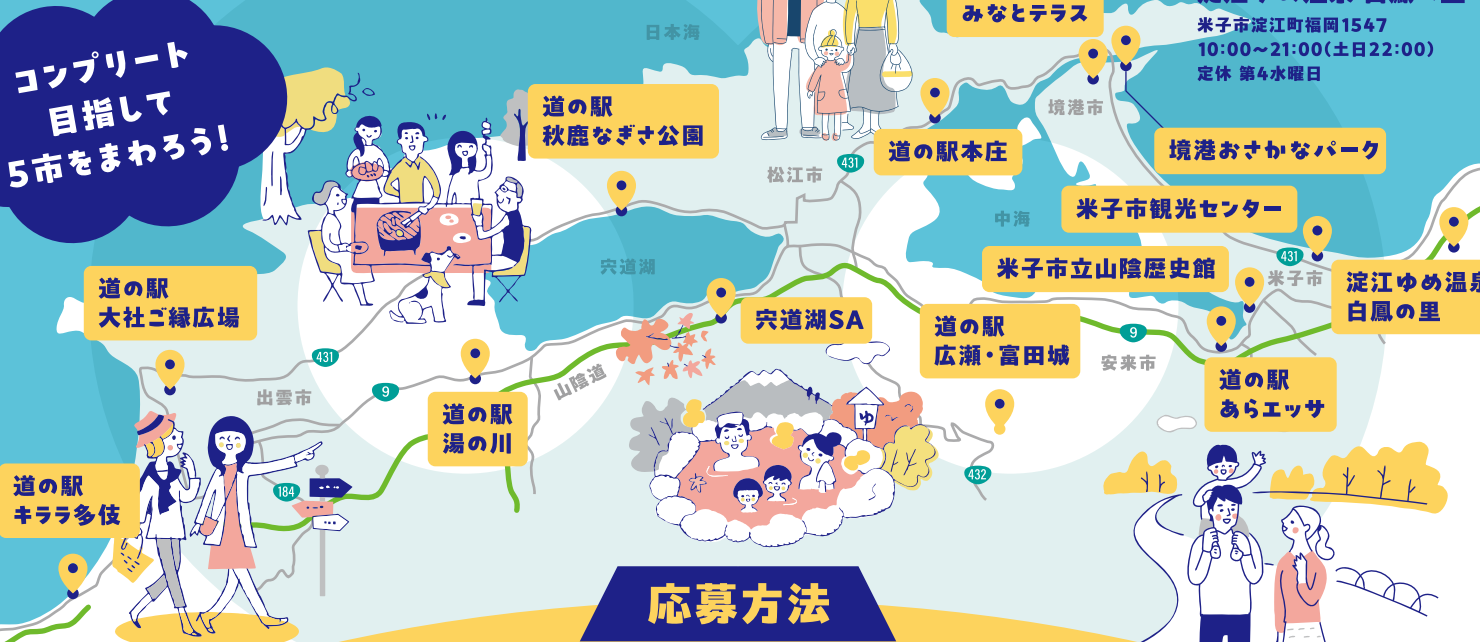 コンプリート
目指して
5市をまわろう!
日本海
みなとテラス
米子市淀江町福岡1547
10:00～21:00(土日22:00)
定休 第4水曜日
道の駅
秋鹿なぎさ公園
境港市
431
道の駅本庄
境港おさかなパーク
松江市
中海
米子市観光センター
宍道湖
米子市立山陰歴史館
431
米子市
淀江ゆめ温泉
白鳳の里
道の駅
大社ご縁広場
宍道湖SA
道の駅
広瀬・富田城
9
安来市
431
9
山陰道
出雲市
道の駅
あらエッサ
道の駅
湯の川
ゆ
432
道の駅
キララ多伎
184
応募方法